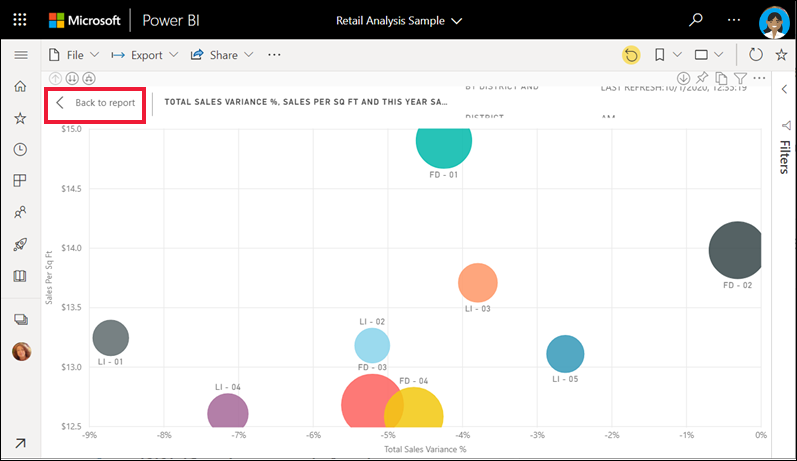 Microsoft Power BI Retail Analysis Sample
File Export Share
Back to report
TOTAL SALES VARIANCE %, SALES PER SQ FT AND THIS YEAR SA...
BY DISTRICT AND
DISTRICT
LAST REFRESH:10/1/2020, 12:35:19
AM
Filters
Sales Per Sq Ft
$15.0
$14.5
$14.0
$13.5
$13.0
$12.5
FD - 01
FD - 02
LI - 03
LI - 02
LI - 01
FD - 03
FD - 04
LI - 05
LI - 04
-9% -8% -7% -6% -5% -4% -3% -2% -1% 0%
Total Sales Variance %